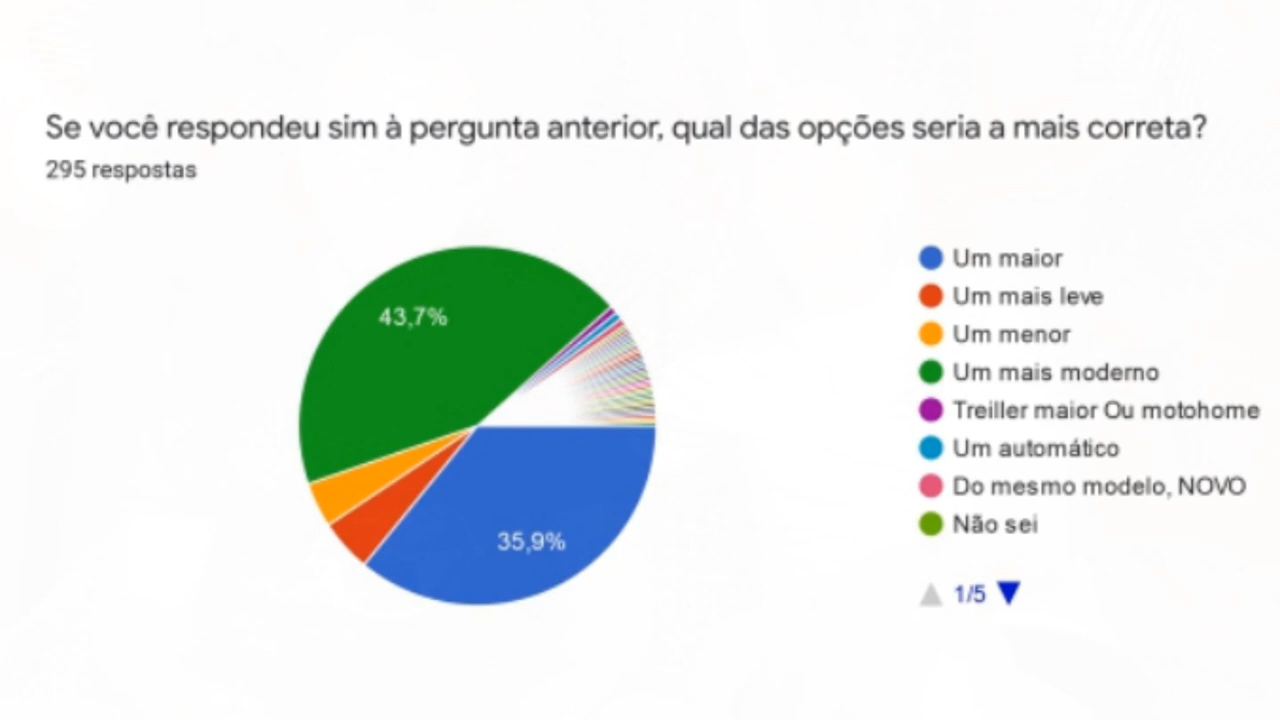 Se você respondeu sim à pergunta anterior, qual das opções seria a mais correta?
295 respostas
43,7%
35,9%
Um maior
Um mais leve
Um menor
Um mais moderno
Treiller maior Ou motohome
Um automático
Do mesmo modelo, NOVO
Não sei
1/5